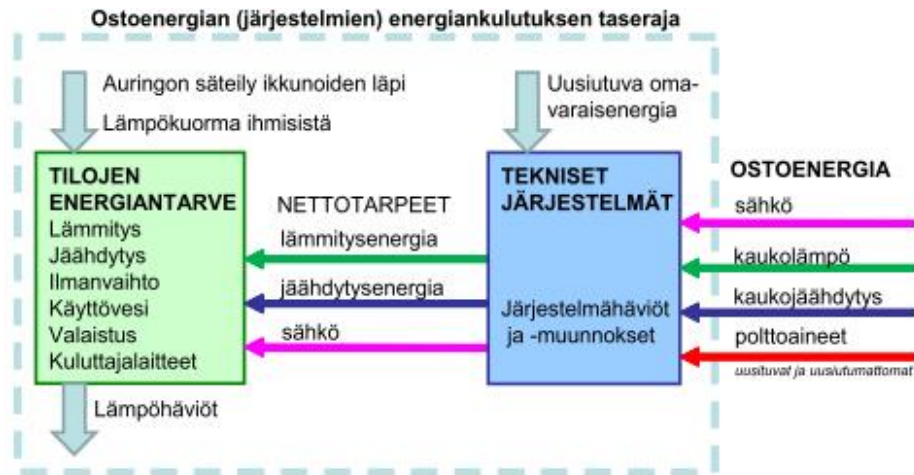 Ostoenergian (järjestelmien) energiankulutuksen taseraja
Auringon säteily ikkunoiden läpi
Lämpökuorma ihmisistä
Uusiutuva oma-
varaisenergia
TILOJEN
ENERGIANTARVE
Lämmitys
Jäähdytys
Ilmanvaihto
Käyttövesi
Valaistus
Kuluttajalaitteet
NETTOTARPEET
lämmitysenergia
jäähdytysenergia
sähkö
TEKNISET
JÄRJESTELMÄT
Järjestelmähäviöt
ja -muunnokset
OSTOENERGIA
sähkö
kaukolämpö
kaukojäähdytys
polttoaineet
uusituvat ja uusiutumattomat
Lämpöhäviöt